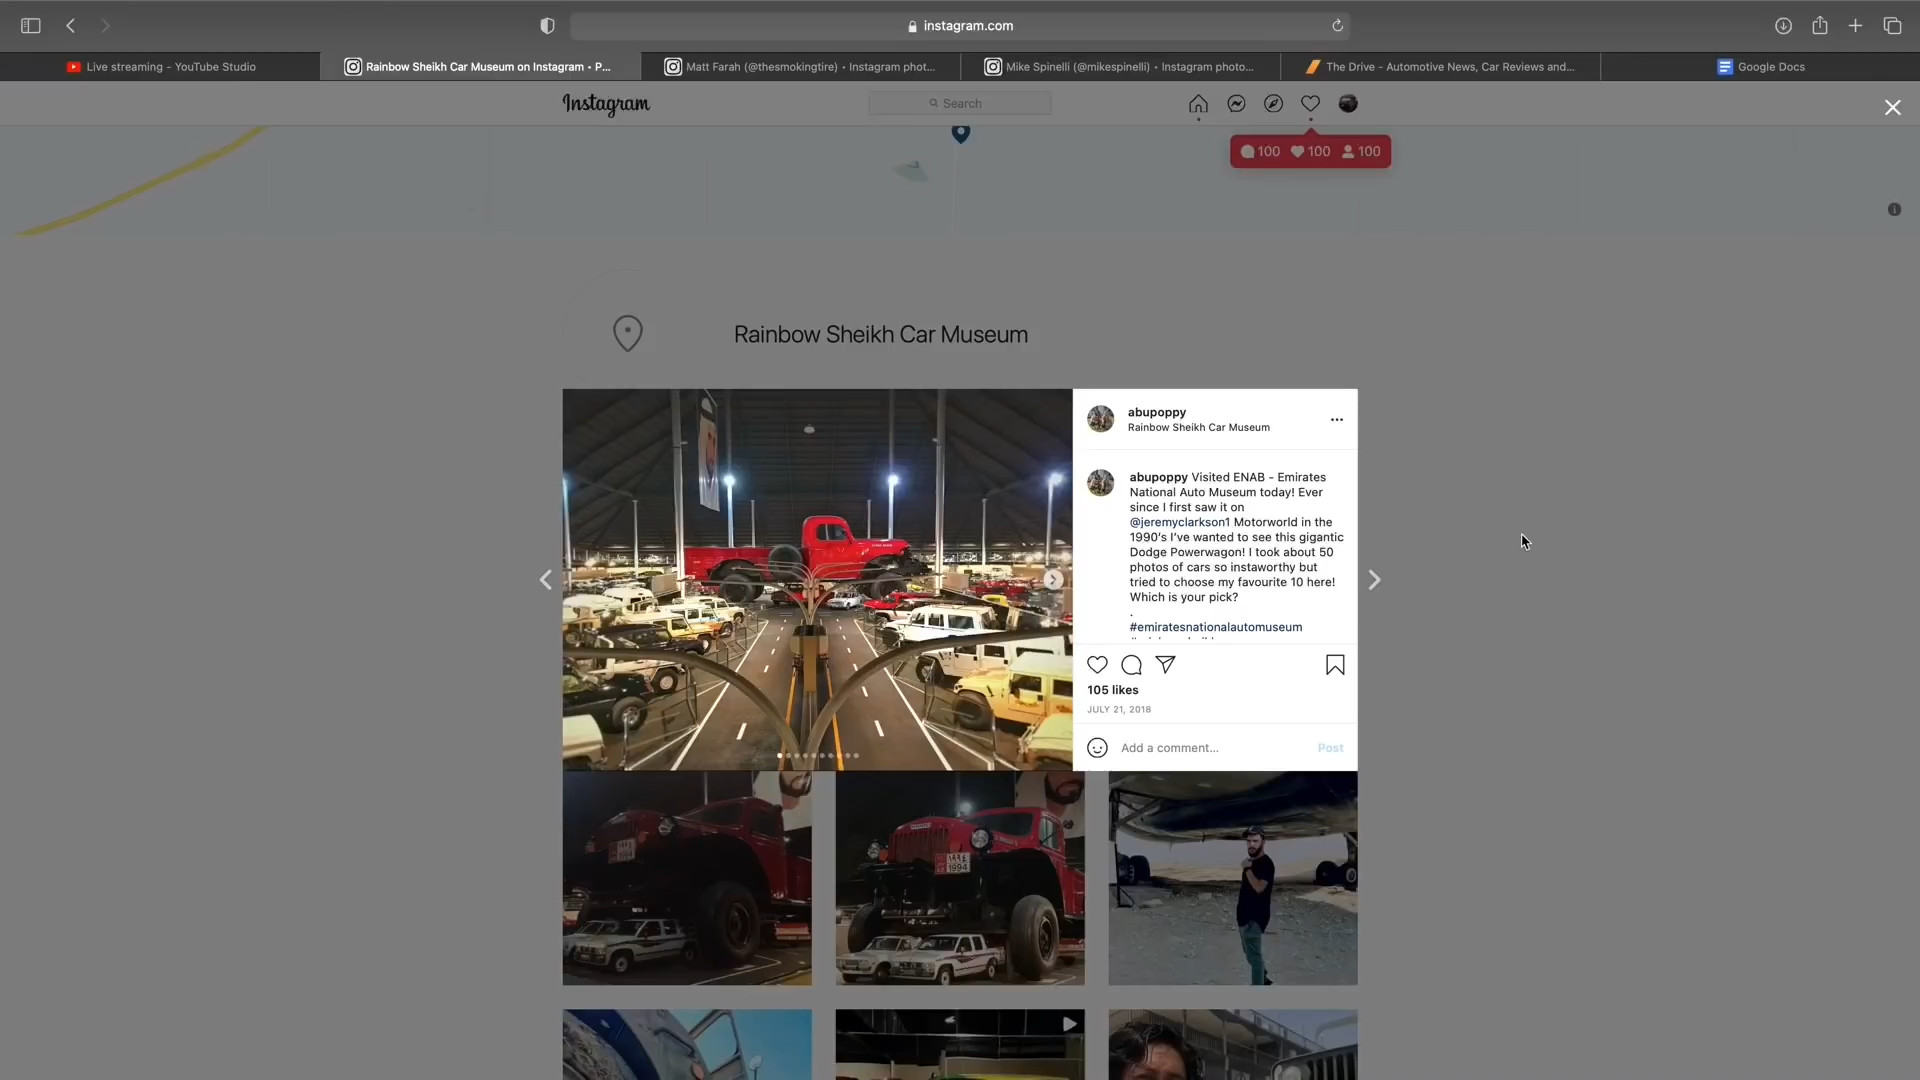 instagram.com
Live streaming - YouTube Studio
Rainbow Sheikh Car Museum on Instagram • P...
Matt Farah (@thesmokingtire) • Instagram phot...
Mike Spinelli (@mikespinelli) • Instagram photo...
The Drive - Automotive News, Car Reviews and...
Google Docs
Instagram
Search
100 100 100
Rainbow Sheikh Car Museum
abupoppy
Rainbow Sheikh Car Museum
abupoppy Visited ENAB - Emirates
National Auto Museum today! Ever
since I first saw it on
@jeremyclarkson1 Motorworld in the
1990's I've wanted to see this gigantic
Dodge Powerwagon! I took about 50
photos of cars so instaworthy but
tried to choose my favourite 10 here!
Which is your pick?
.
#emiratesnationalautomuseum
105 likes
JULY 21, 2018
Add a comment...
Post
١٩٩٤
1994